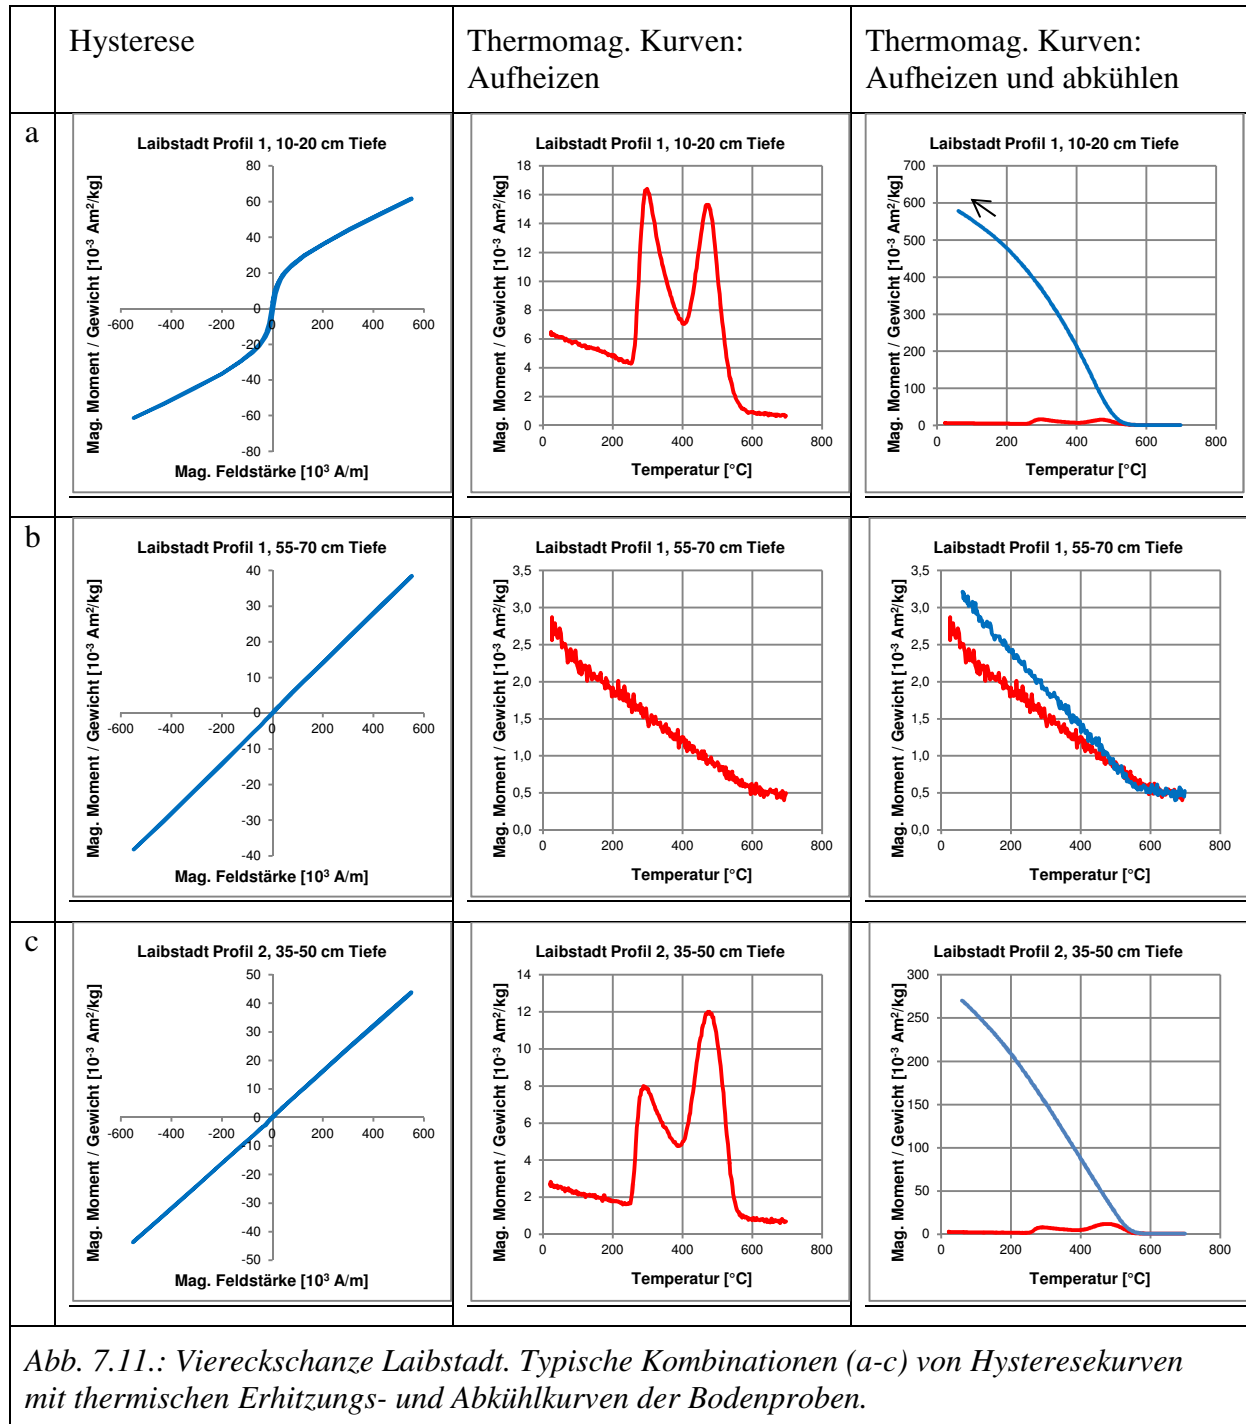 Hysterese
Thermomag. Kurven:
Aufheizen
Thermomag. Kurven:
Aufheizen und abkühlen
a
Laibstadt Profil 1, 10-20 cm Tiefe
Mag. Moment / Gewicht [10⁻³ Am²/kg]
80
60
40
20
0
-20
-40
-60
-80
-600 -400 -200 0 200 400 600
Mag. Feldstärke [10³ A/m]
Laibstadt Profil 1, 10-20 cm Tiefe
Mag. Moment / Gewicht [10⁻³ Am²/kg]
18
16
14
12
10
8
6
4
2
0
0 200 400 600 800
Temperatur [°C]
Laibstadt Profil 1, 10-20 cm Tiefe
Mag. Moment / Gewicht [10⁻³ Am²/kg]
700
600
500
400
300
200
100
0
0 200 400 600 800
Temperatur [°C]
b
Laibstadt Profil 1, 55-70 cm Tiefe
Mag. Moment / Gewicht [10⁻³ Am²/kg]
40
30
20
10
0
-10
-20
-30
-40
-600 -400 -200 0 200 400 600
Mag. Feldstärke [10³ A/m]
Laibstadt Profil 1, 55-70 cm Tiefe
Mag. Moment / Gewicht [10⁻³ Am²/kg]
3,5
3,0
2,5
2,0
1,5
1,0
0,5
0,0
0 200 400 600 800
Temperatur [°C]
Laibstadt Profil 1, 55-70 cm Tiefe
Mag. Moment / Gewicht [10⁻³ Am²/kg]
3,5
3,0
2,5
2,0
1,5
1,0
0,5
0,0
0 200 400 600 800
Temperatur [°C]
c
Laibstadt Profil 2, 35-50 cm Tiefe
Mag. Moment / Gewicht [10⁻³ Am²/kg]
50
40
30
20
10
0
-10
-20
-30
-40
-50
-600 -400 -200 0 200 400 600
Mag. Feldstärke [10³ A/m]
Laibstadt Profil 2, 35-50 cm Tiefe
Mag. Moment / Gewicht [10⁻³ Am²/kg]
14
12
10
8
6
4
2
0
0 200 400 600 800
Temperatur [°C]
Laibstadt Profil 2, 35-50 cm Tiefe
Mag. Moment / Gewicht [10⁻³ Am²/kg]
300
250
200
150
100
50
0
0 200 400 600 800
Temperatur [°C]
Abb. 7.11.: Viereckschanze Laibstadt. Typische Kombinationen (a-c) von Hysteresekurven
mit thermischen Erhitzungs- und Abkühlkurven der Bodenproben.